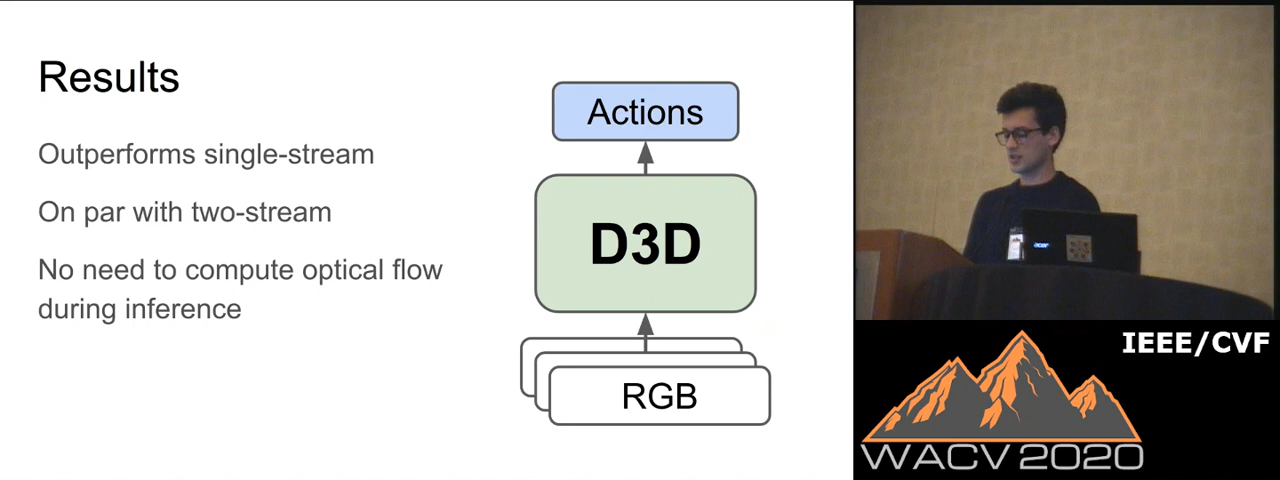 Results
Outperforms single-stream
On par with two-stream
No need to compute optical flow
during inference
Actions
D3D
RGB
acer
IEEE/CVF
WACV 2020